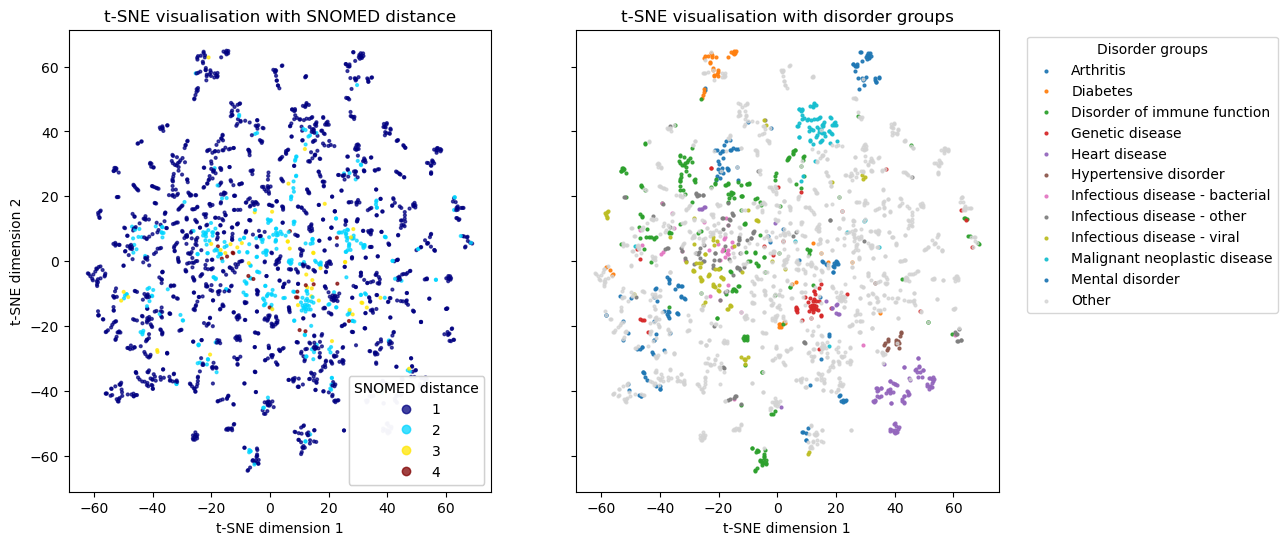 t-SNE visualisation with SNOMED distance
t-SNE dimension 2
60
40
20
0
−20
−40
−60
−60 −40 −20 0 20 40 60
t-SNE dimension 1
SNOMED distance
1
2
3
4
t-SNE visualisation with disorder groups
−60 −40 −20 0 20 40 60
t-SNE dimension 1
Disorder groups
Arthritis
Diabetes
Disorder of immune function
Genetic disease
Heart disease
Hypertensive disorder
Infectious disease - bacterial
Infectious disease - other
Infectious disease - viral
Malignant neoplastic disease
Mental disorder
Other